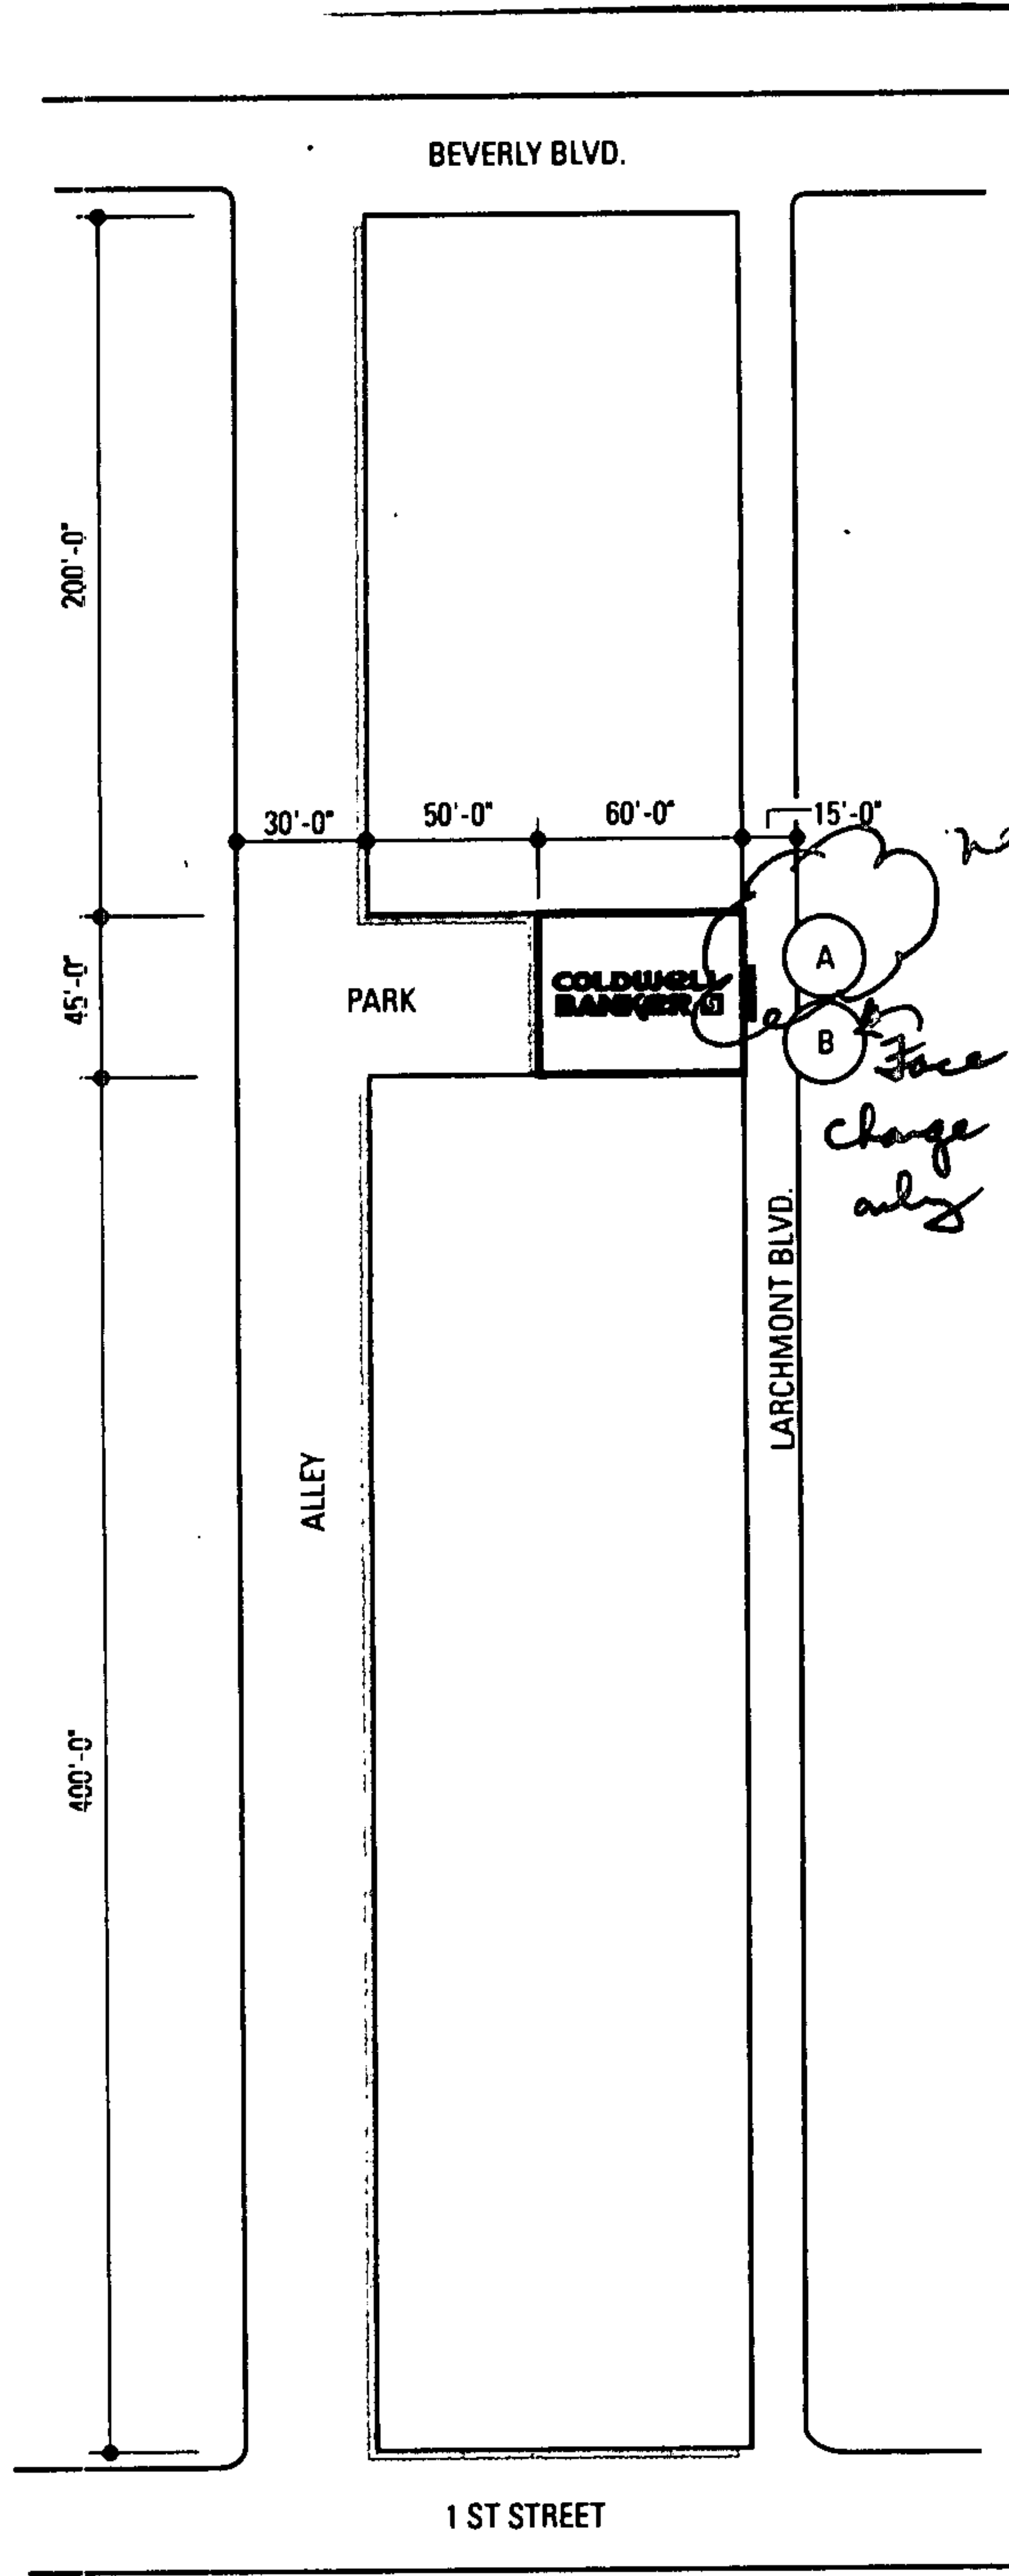 BEVERLY BLVD.
200'-0"
30'-0"
50'-0"
60'-0"
15'-0"
45'-0"
PARK
COLDWELL
BANKER
A
B
Face
change
only
LARCHMONT BLVD.
ALLEY
400'-0"
1 ST STREET